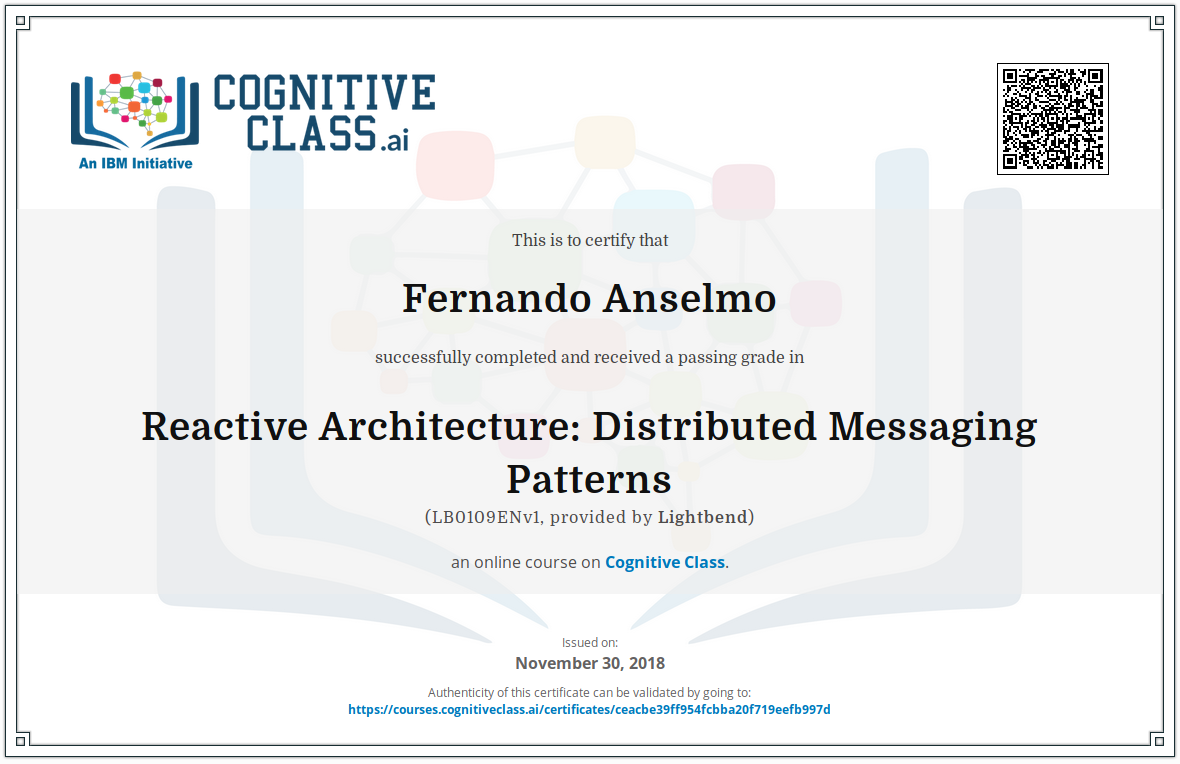 COGNITIVE
CLASS.ai
An IBM Initiative
This is to certify that
Fernando Anselmo
successfully completed and received a passing grade in
Reactive Architecture: Distributed Messaging
Patterns
(LB0109ENv1, provided by Lightbend)
an online course on Cognitive Class.
Issued on:
November 30, 2018
Authenticity of this certificate can be validated by going to:
https://courses.cognitiveclass.ai/certificates/ceacbe39ff954fcbba20f719eefb997d